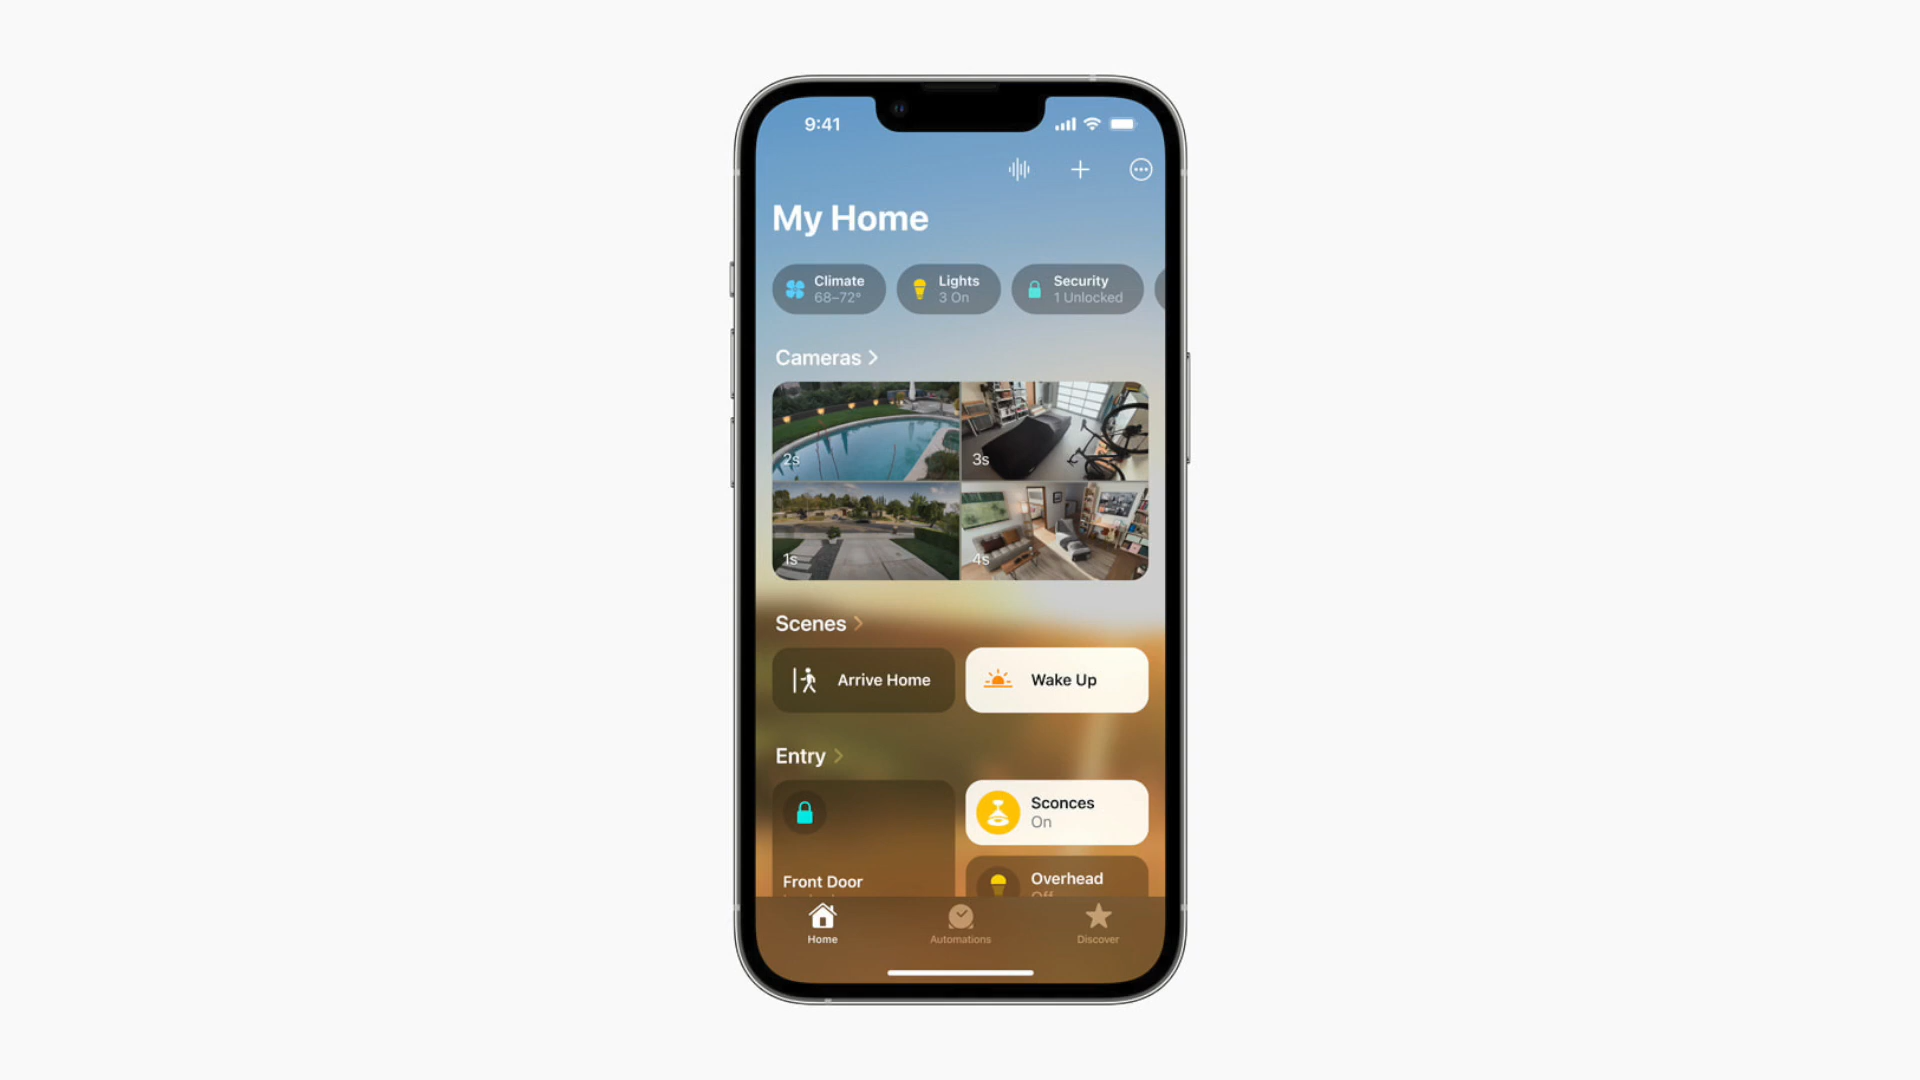 9:41
My Home
Climate
68–72°
Lights
3 On
Security
1 Unlocked
Cameras
2s
3s
1s
4s
Scenes
Arrive Home
Wake Up
Entry
Sconces
On
Front Door
Overhead
Off
Home
Automations
Discover